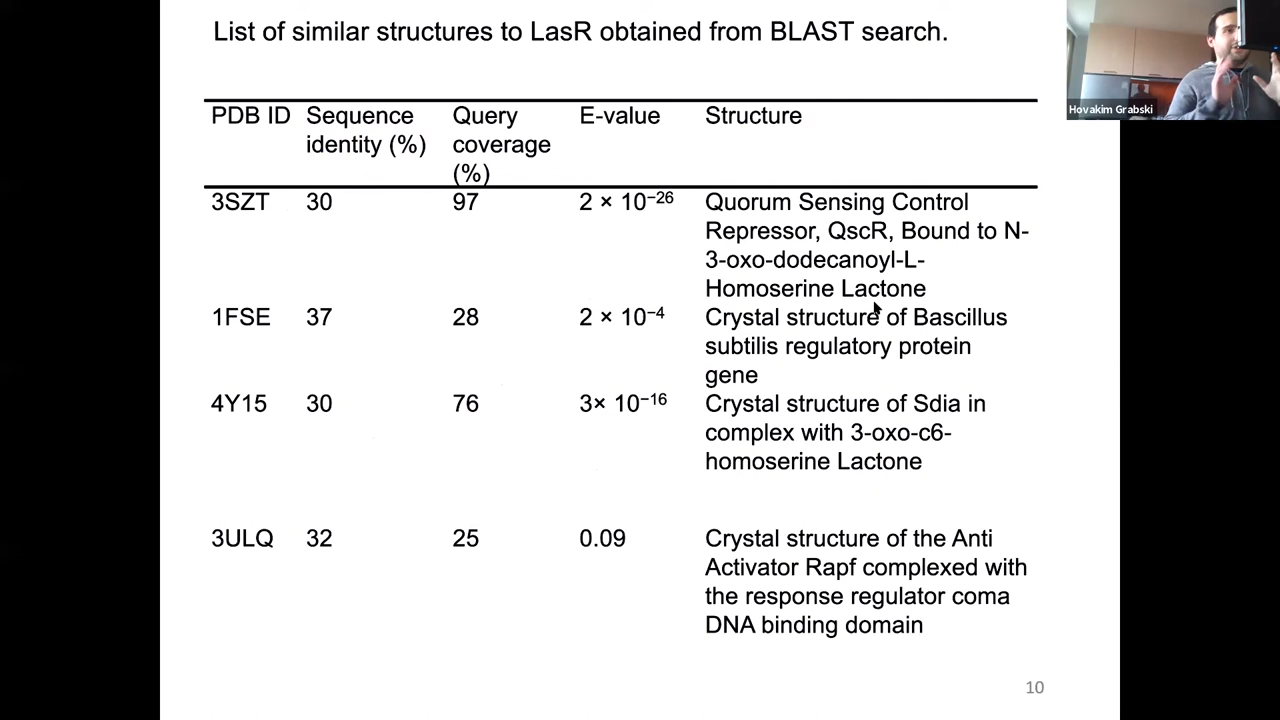 List of similar structures to LasR obtained from BLAST search.
Hovakim Grabski
PDB ID Sequence identity (%) Query coverage (%) E-value Structure
3SZT 30 97 2 × 10⁻²⁶ Quorum Sensing Control
Repressor, QscR, Bound to N-
3-oxo-dodecanoyl-L-
Homoserine Lactone
1FSE 37 28 2 × 10⁻⁴ Crystal structure of Bascillus
subtilis regulatory protein
gene
4Y15 30 76 3× 10⁻¹⁶ Crystal structure of Sdia in
complex with 3-oxo-c6-
homoserine Lactone
3ULQ 32 25 0.09 Crystal structure of the Anti
Activator Rapf complexed with
the response regulator coma
DNA binding domain
10